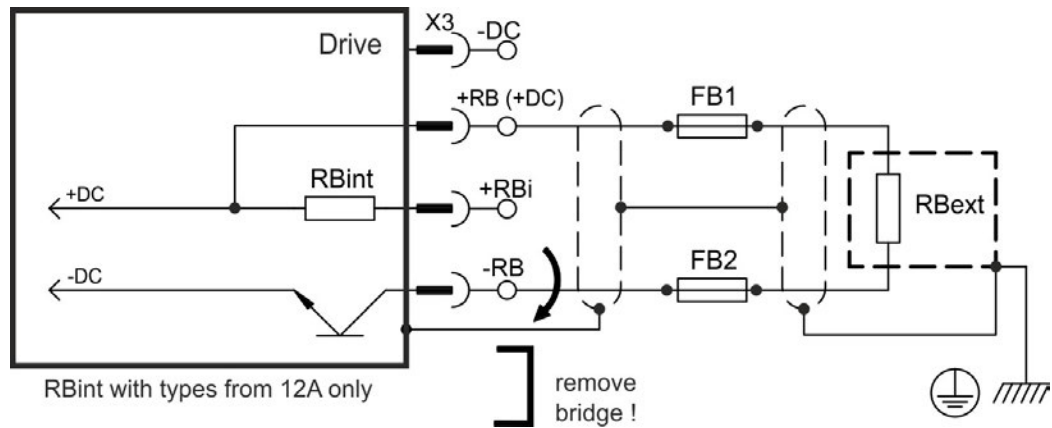 Drive
X3
-DC
+RB (+DC)
FB1
+DC
RBint
+RBi
RBext
-DC
-RB
FB2
RBint with types from 12A only
remove
bridge !